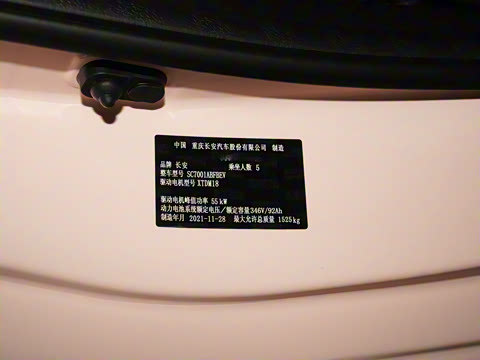 中国 重庆长安汽车股份有限公司 制造
品牌 长安 乘坐人数 5
整车型号 SC7001ABFBEV
驱动电机型号 XTDM18
驱动电机峰值功率 55kW
动力电池系统额定电压/额定容量346V/92Ah
制造年月 2021-11-28 最大允许总质量 1525kg